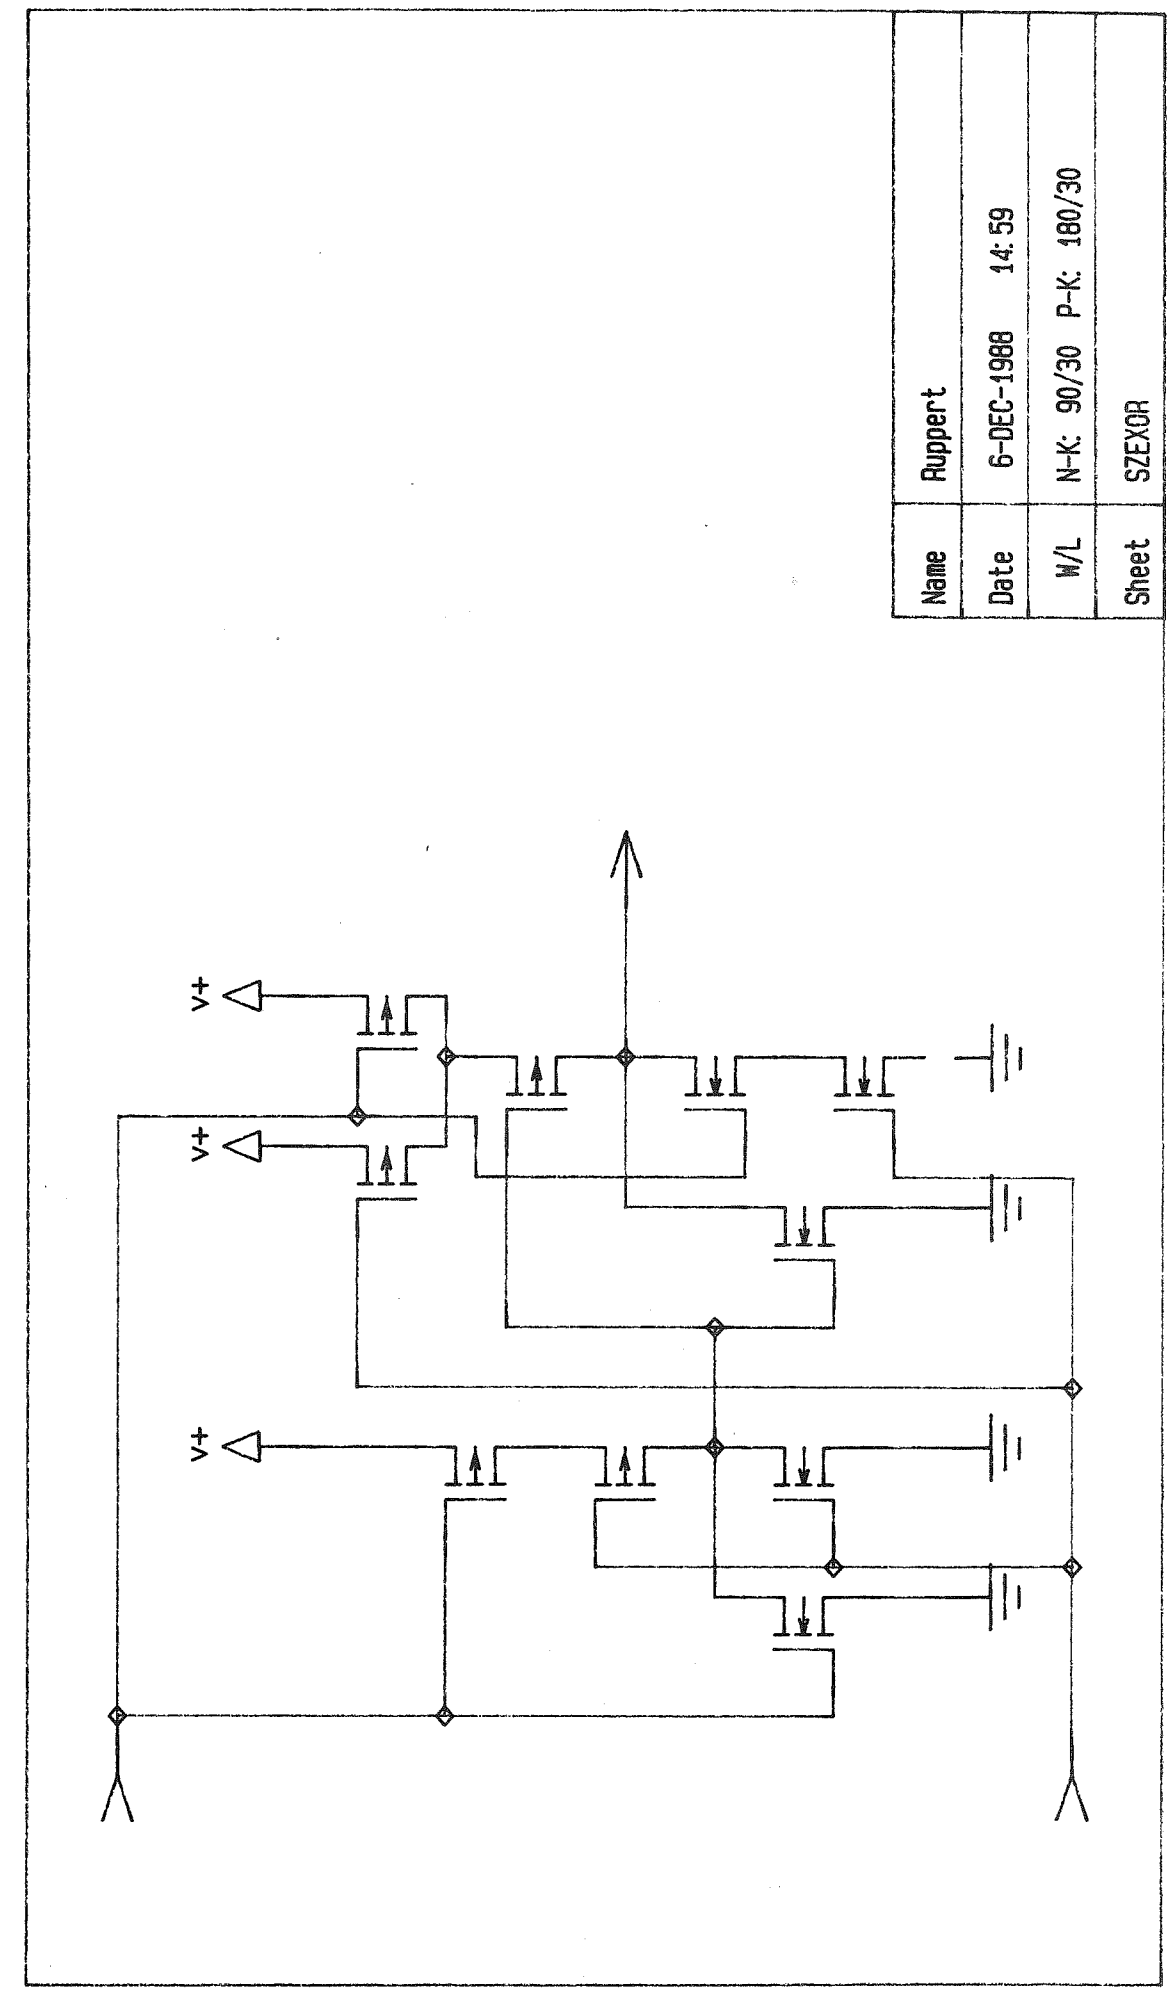 V+
V+
V+
Name Ruppert
Date 6-DEC-1988 14:59
W/L N-K: 90/30 P-K: 180/30
Sheet SZEXOR